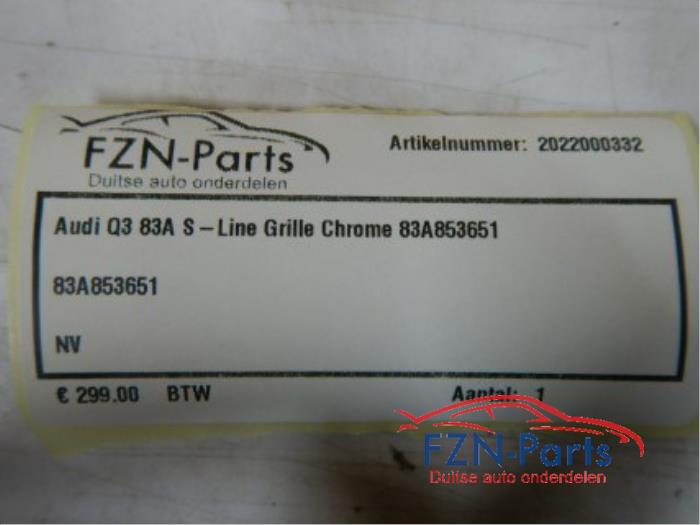 FZN-Parts
Duitse auto onderdelen
Artikelnummer: 2022000332
Audi Q3 83A S-Line Grille Chrome 83A853651
83A853651
NV
€ 299.00 BTW
Aantal: 1
FZN-Parts
Duitse auto onderdelen